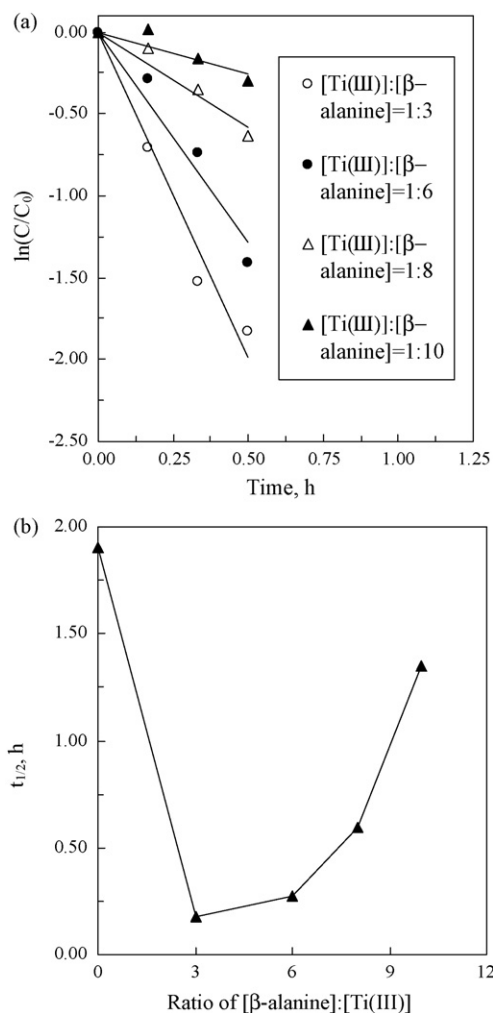 (a)
0.00
-0.50
-1.00
-1.50
-2.00
-2.50
ln(C/C₀)
0.00 0.25 0.50 0.75 1.00 1.25
Time, h
[Ti(III)]:[β–
alanine]=1:3
[Ti(III)]:[β–
alanine]=1:6
[Ti(III)]:[β–
alanine]=1:8
[Ti(III)]:[β–
alanine]=1:10
(b)
2.00
1.50
1.00
0.50
0.00
t₁/₂, h
0 3 6 9 12
Ratio of [β-alanine]:[Ti(III)]